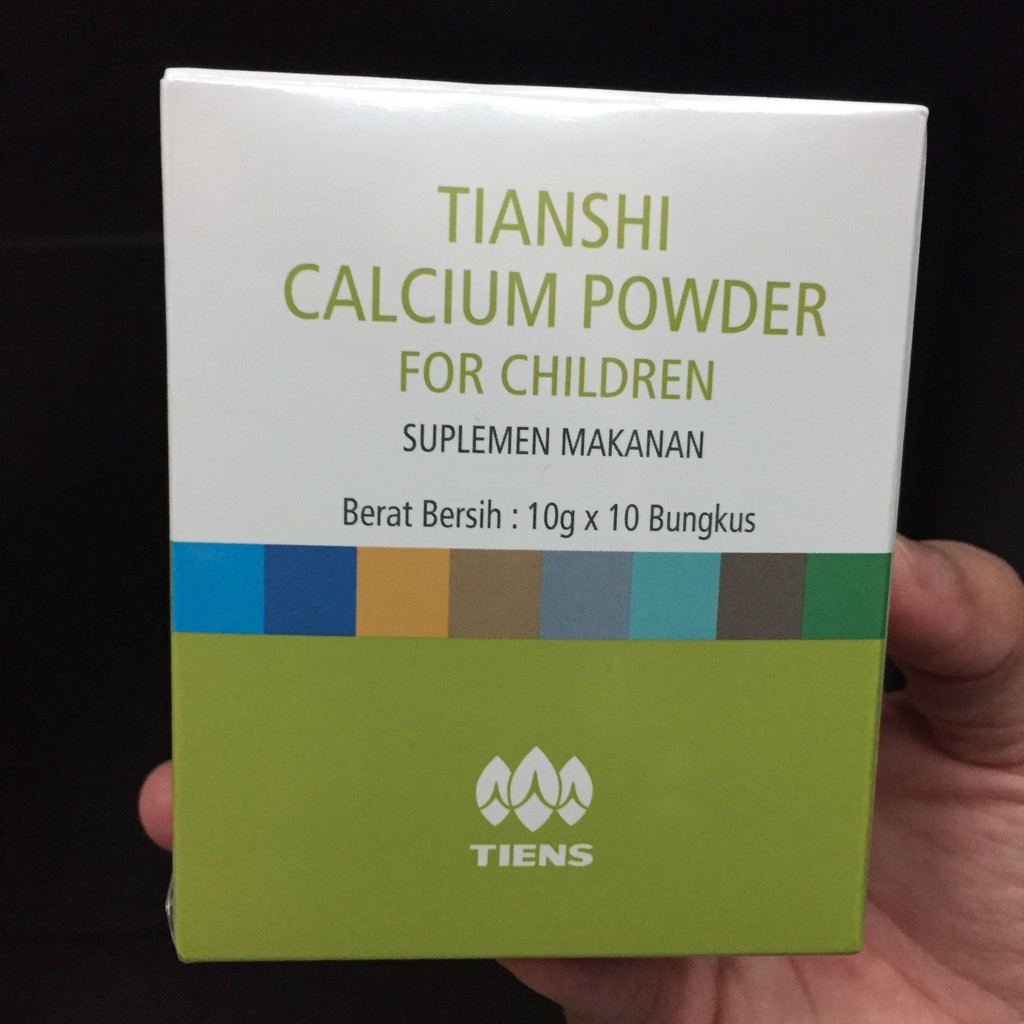 TIANSHI
CALCIUM POWDER
FOR CHILDREN
SUPLEMEN MAKANAN
Berat Bersih : 10g x 10 Bungkus
TIENS